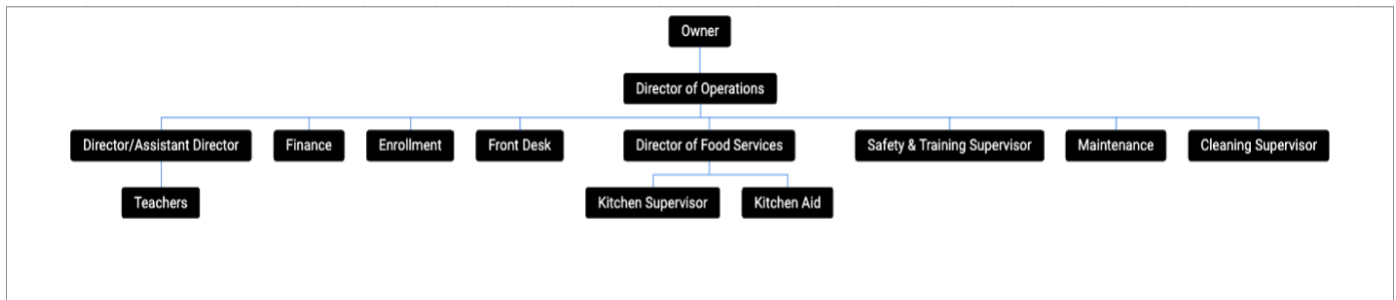 Owner
Director of Operations
Director/Assistant Director
Finance
Enrollment
Front Desk
Director of Food Services
Safety & Training Supervisor
Maintenance
Cleaning Supervisor
Teachers
Kitchen Supervisor
Kitchen Aid